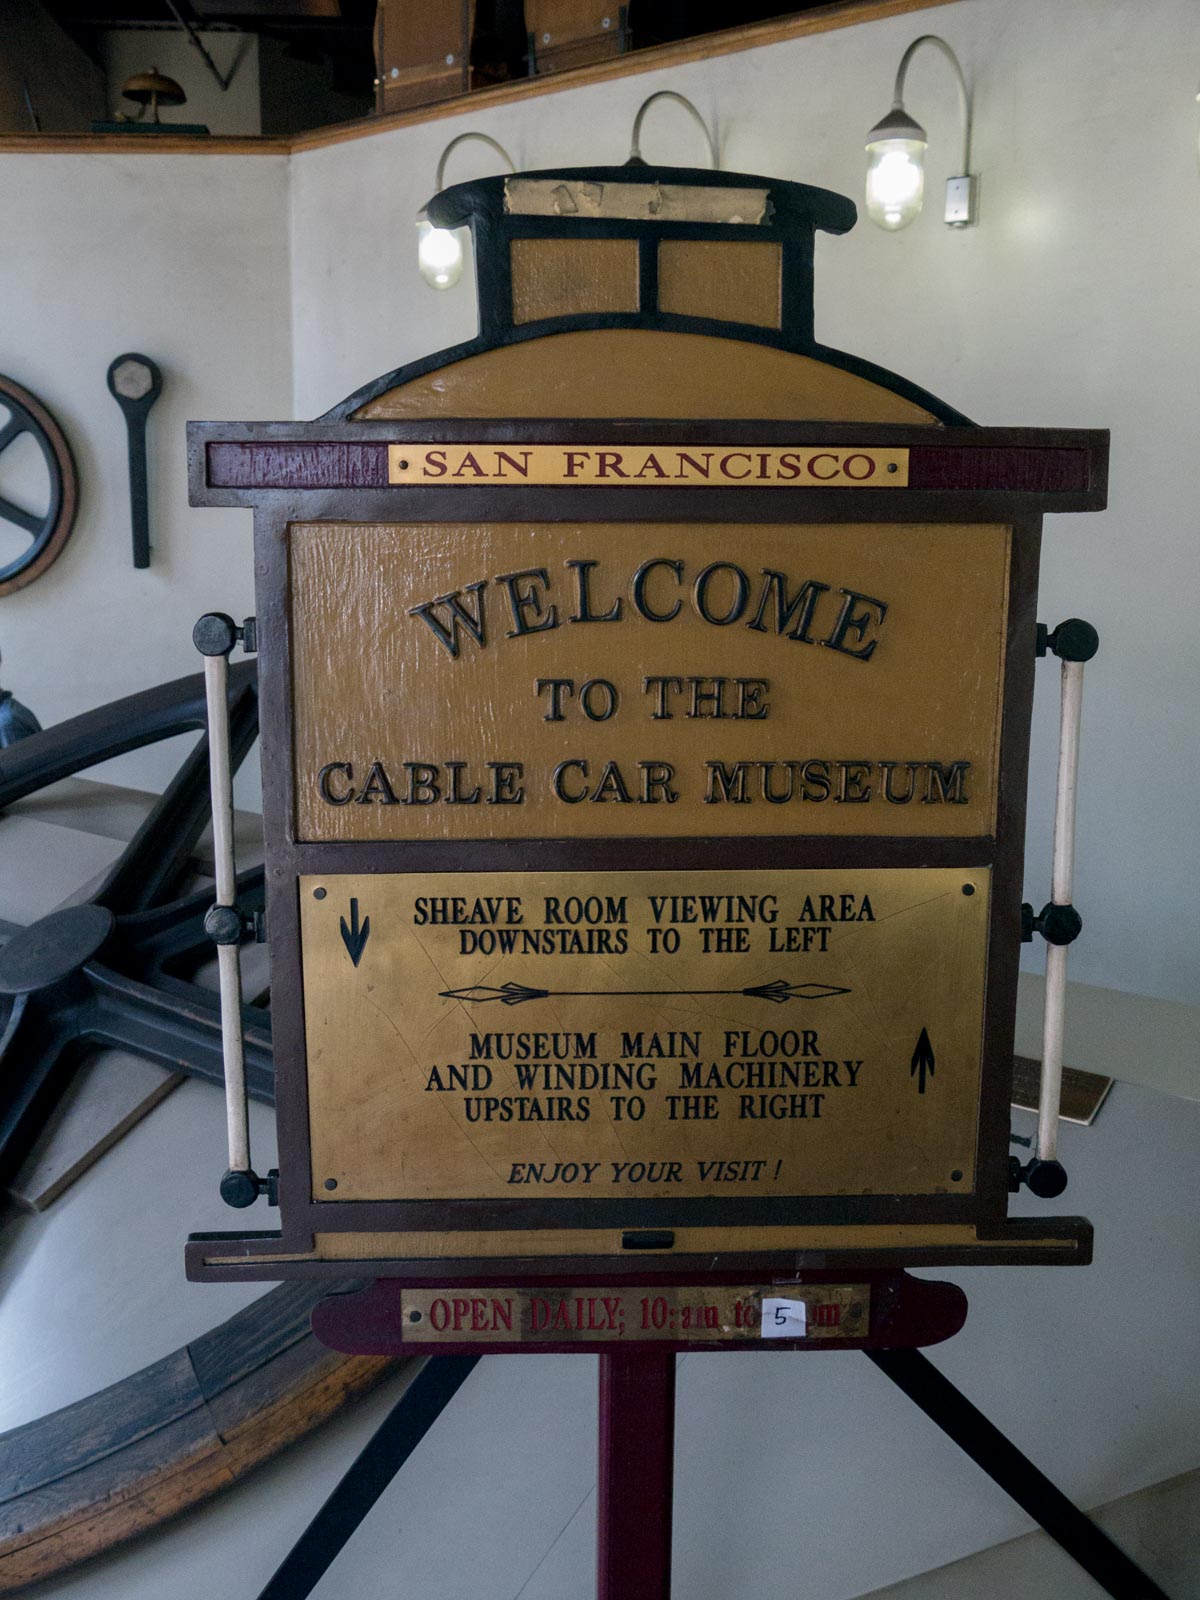 SAN FRANCISCO
WELCOME
TO THE
CABLE CAR MUSEUM
SHEAVE ROOM VIEWING AREA
DOWNSTAIRS TO THE LEFT
MUSEUM MAIN FLOOR
AND WINDING MACHINERY
UPSTAIRS TO THE RIGHT
ENJOY YOUR VISIT!
OPEN DAILY; 10:am to 5 pm